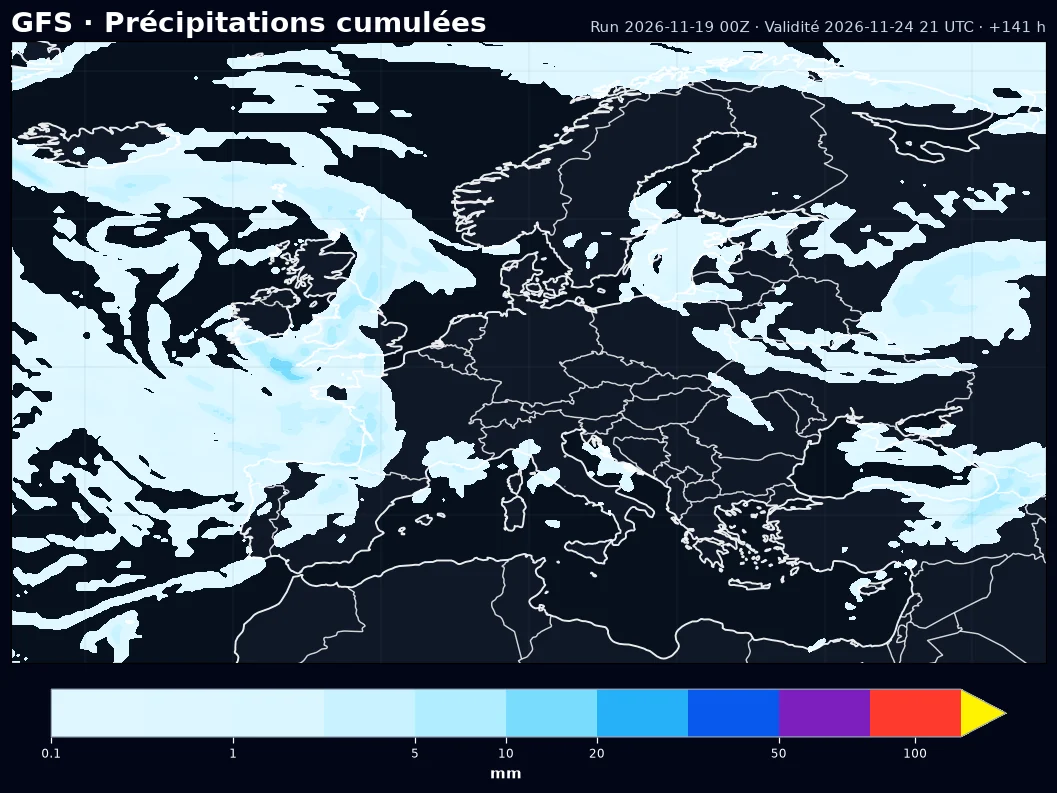 GFS · Précipitations cumulées
Run 2026-11-19 00Z · Validité 2026-11-24 21 UTC · +141 h
0.1 1 5 10 20 50 100
mm